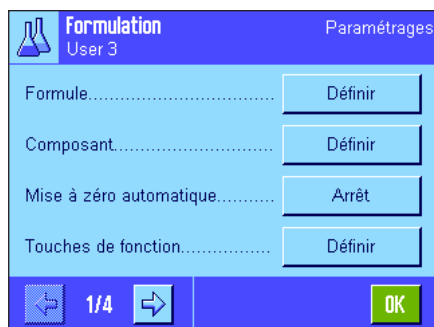 Formulation
Paramétrages
User 3
Formule............................... Définir
Composant........................... Définir
Mise à zéro automatique.......... Arrêt
Touches de fonction............... Définir
1/4
OK